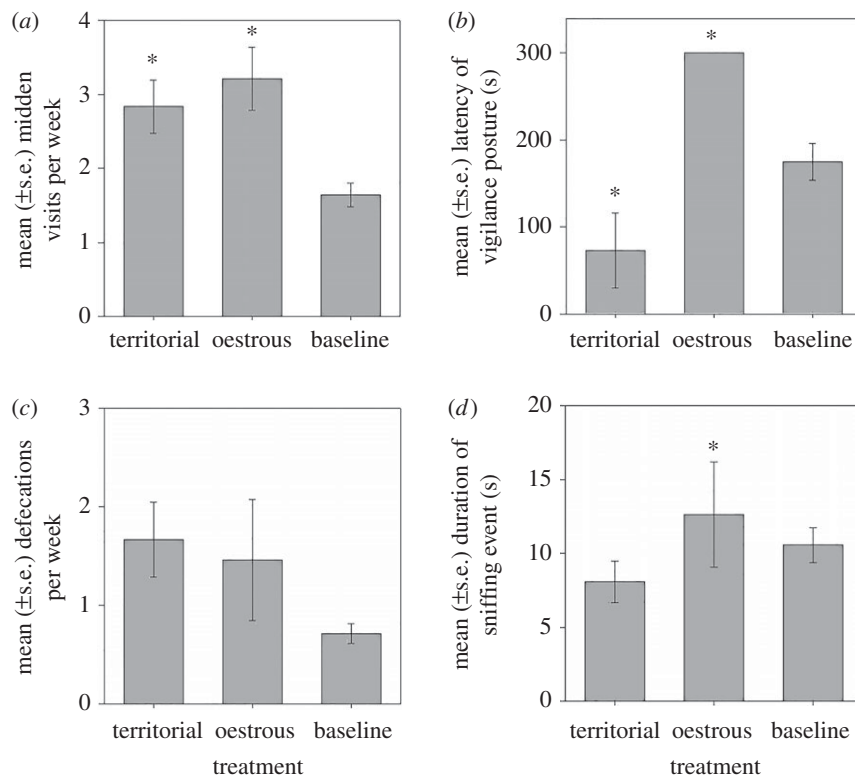 (a)
mean (±s.e.) midden
visits per week
4
3
2
1
0
*
*
territorial
oestrous
baseline
(b)
mean (±s.e.) latency of
vigilance posture (s)
300
200
100
0
*
*
territorial
oestrous
baseline
(c)
mean (±s.e.) defecations
per week
3
2
1
0
territorial
oestrous
baseline
treatment
(d)
mean (±s.e.) duration of
sniffing event (s)
20
15
10
5
0
*
territorial
oestrous
baseline
treatment